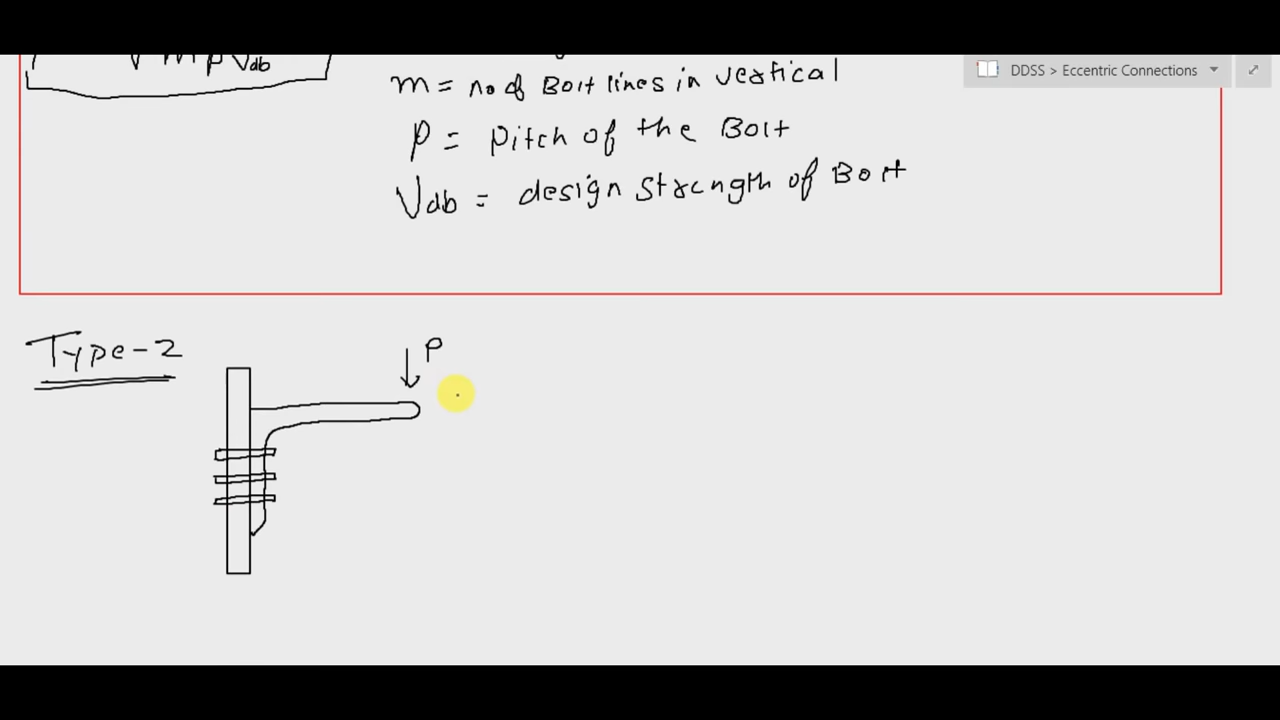 √ m p Vdb
m = no of Bolt lines in vertical
DDSS > Eccentric Connections
P = Pitch of the Bolt
Vdb = design strength of Bolt
Type-2
P